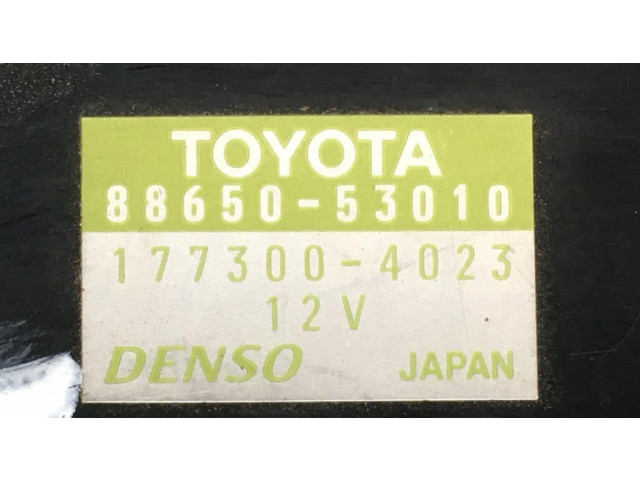 TOYOTA
88650-53010
177300-4023
12V
DENSO JAPAN